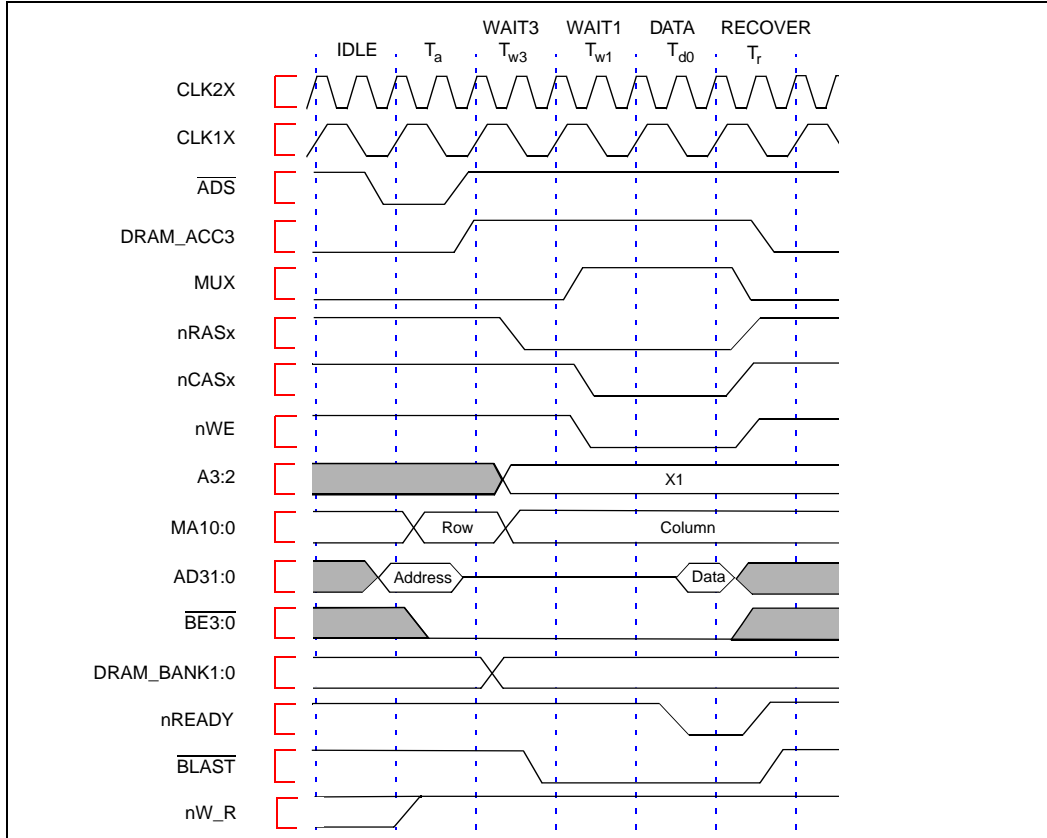 WAIT3 WAIT1 DATA RECOVER
IDLE Ta Tw3 Tw1 Td0 Tr
CLK2X
CLK1X
ADS
DRAM_ACC3
MUX
nRASx
nCASx
nWE
A3:2 X1
MA10:0 Row Column
AD31:0 Address Data
BE3:0
DRAM_BANK1:0
nREADY
BLAST
nW_R